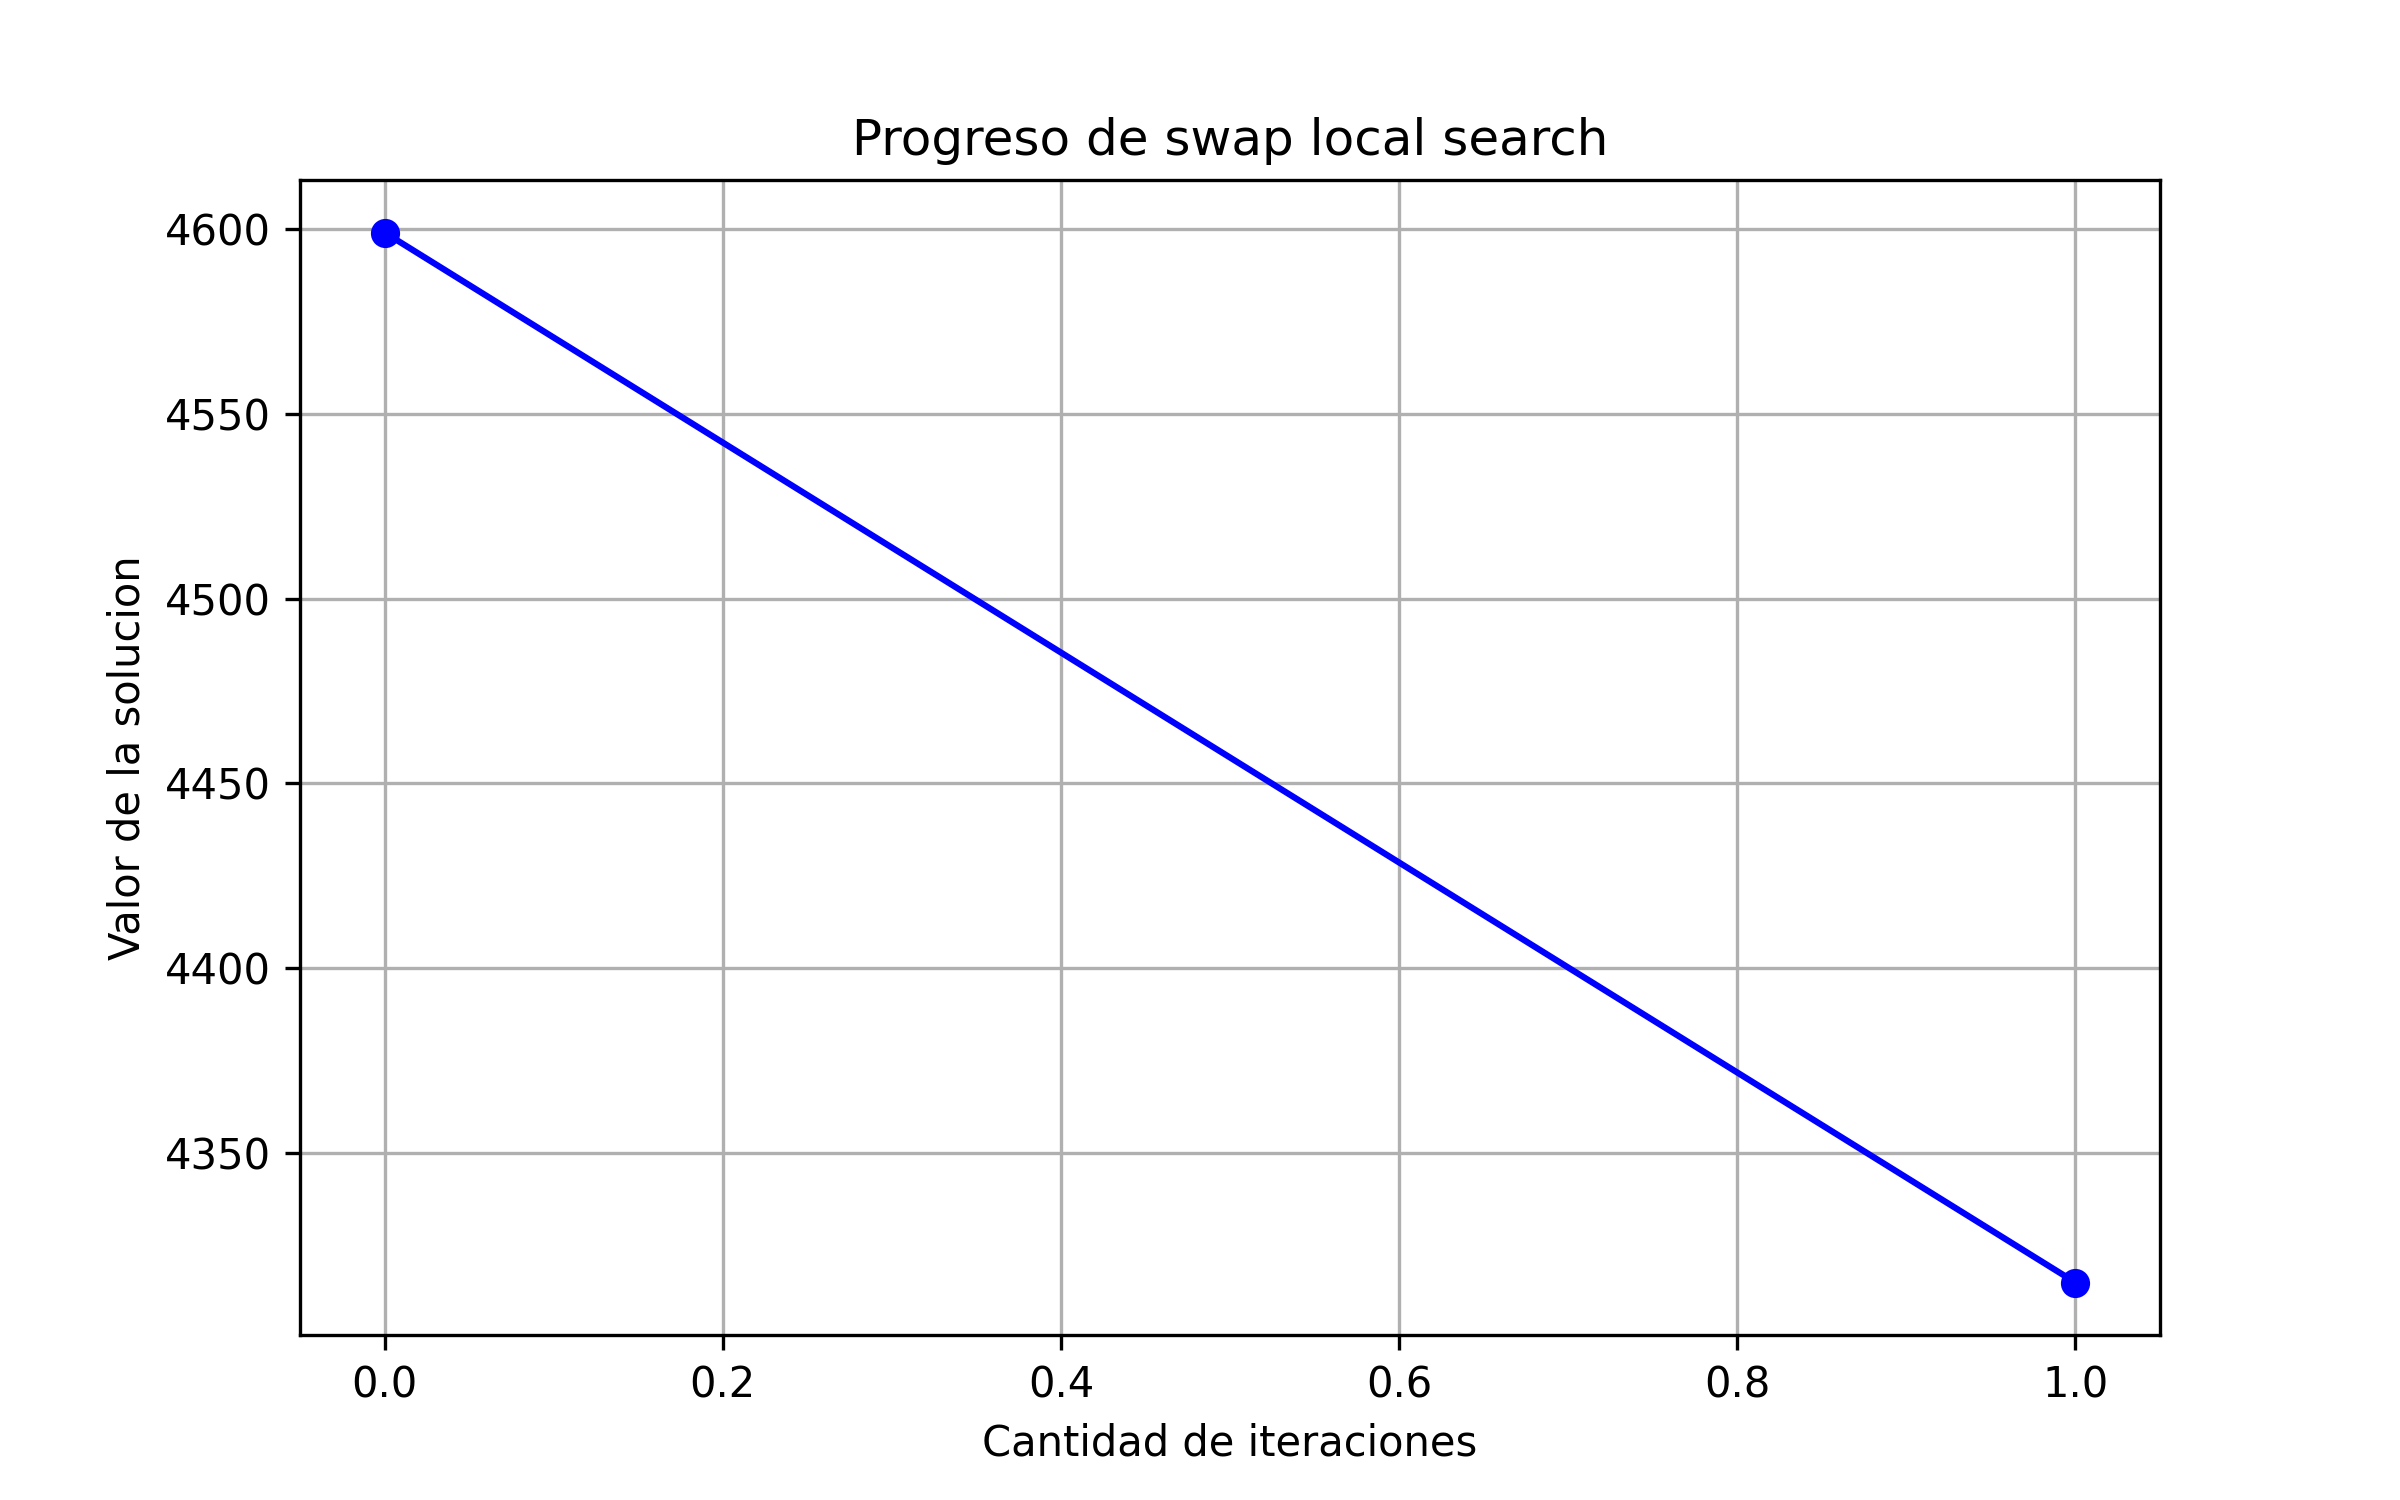 Progreso de swap local search
Valor de la solucion
4600
4550
4500
4450
4400
4350
0.0 0.2 0.4 0.6 0.8 1.0
Cantidad de iteraciones